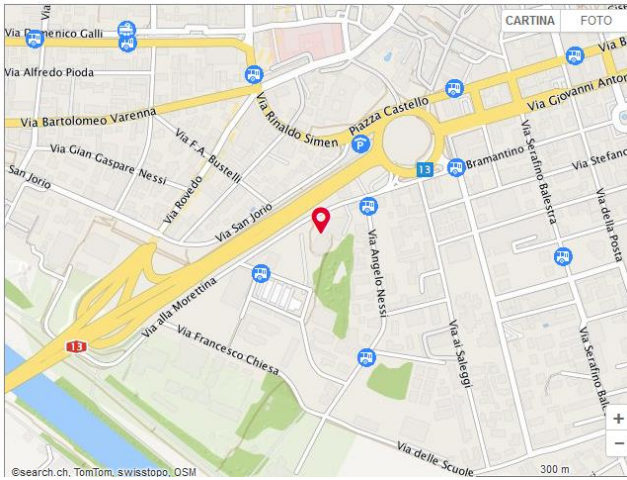 CARTINA
FOTO
Via Domenico Galli
Via Alfredo Pioda
Via Bartolomeo Varenna
Via Gian Gaspare Nessi
Via F.A. Bustelli
Via Rovedo
San Jorio
Via San Jorio
Via Rinaldo Simen
Piazza Castello
P
Via B
Via Giovanni Anton
13
Bramantino
Via Stefano
Via Serafino Balestra
Via della Posta
Via Angelo Nessi
Via ai Saleggi
Via alla Morettina
Via Francesco Chiesa
13
Via Serafino Balestra
Via delle Scuole
+
−
300 m
©search.ch, TomTom, swisstopo, OSM